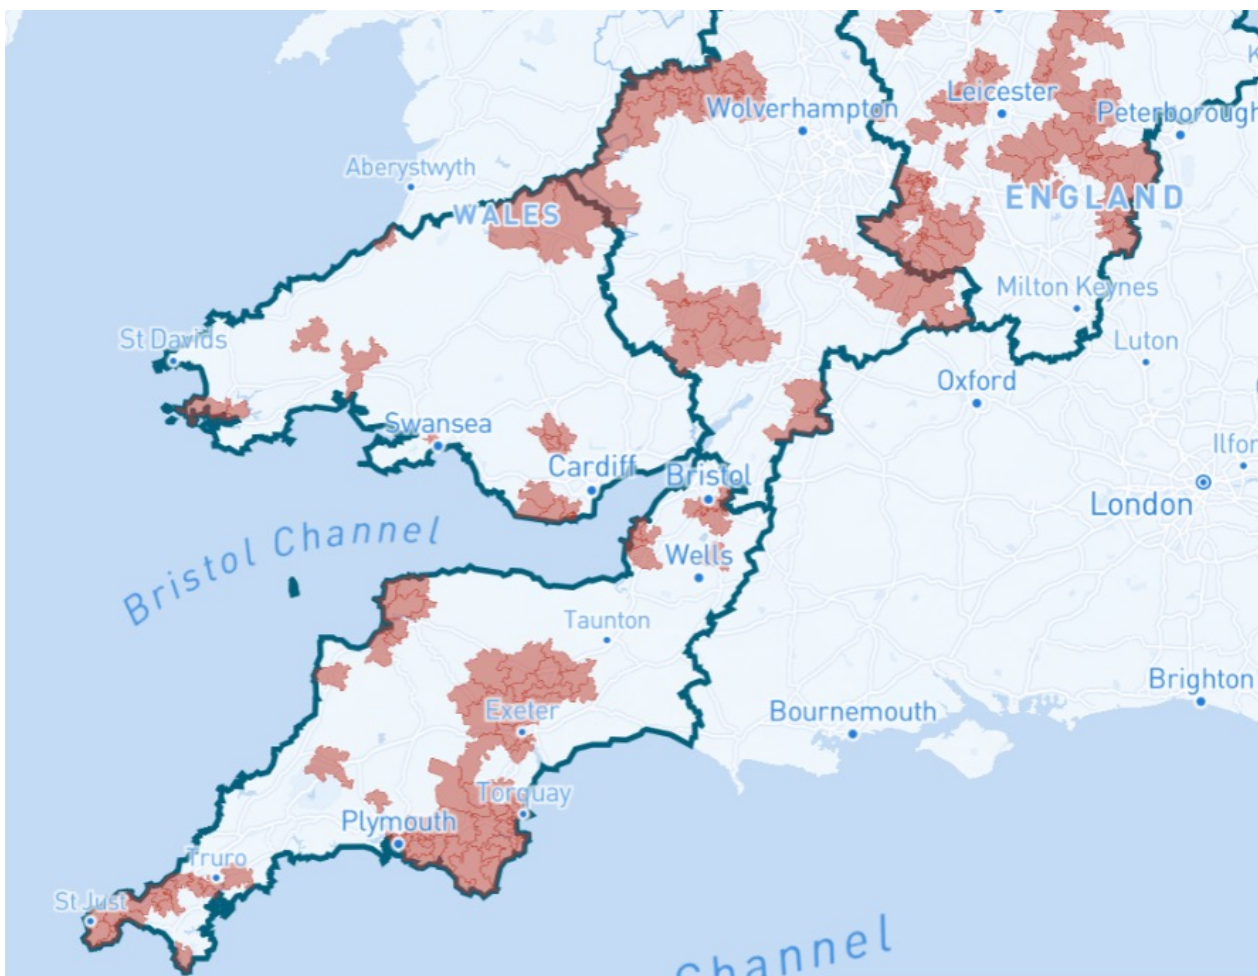 Leicester
Wolverhampton
Peterborough
Aberystwyth
WALES
ENGLAND
Milton Keynes
St Davids
Luton
Oxford
Swansea
Cardiff
Bristol
London
Bristol Channel
Wells
Taunton
Brighton
Exeter
Bournemouth
Torquay
Plymouth
Truro
St Just
Channel